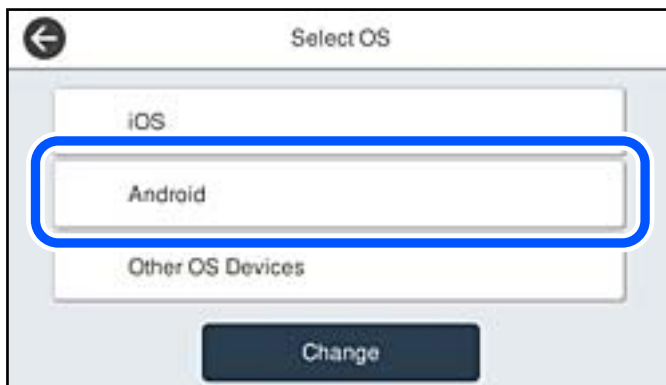 Select OS
iOS
Android
Other OS Devices
Change